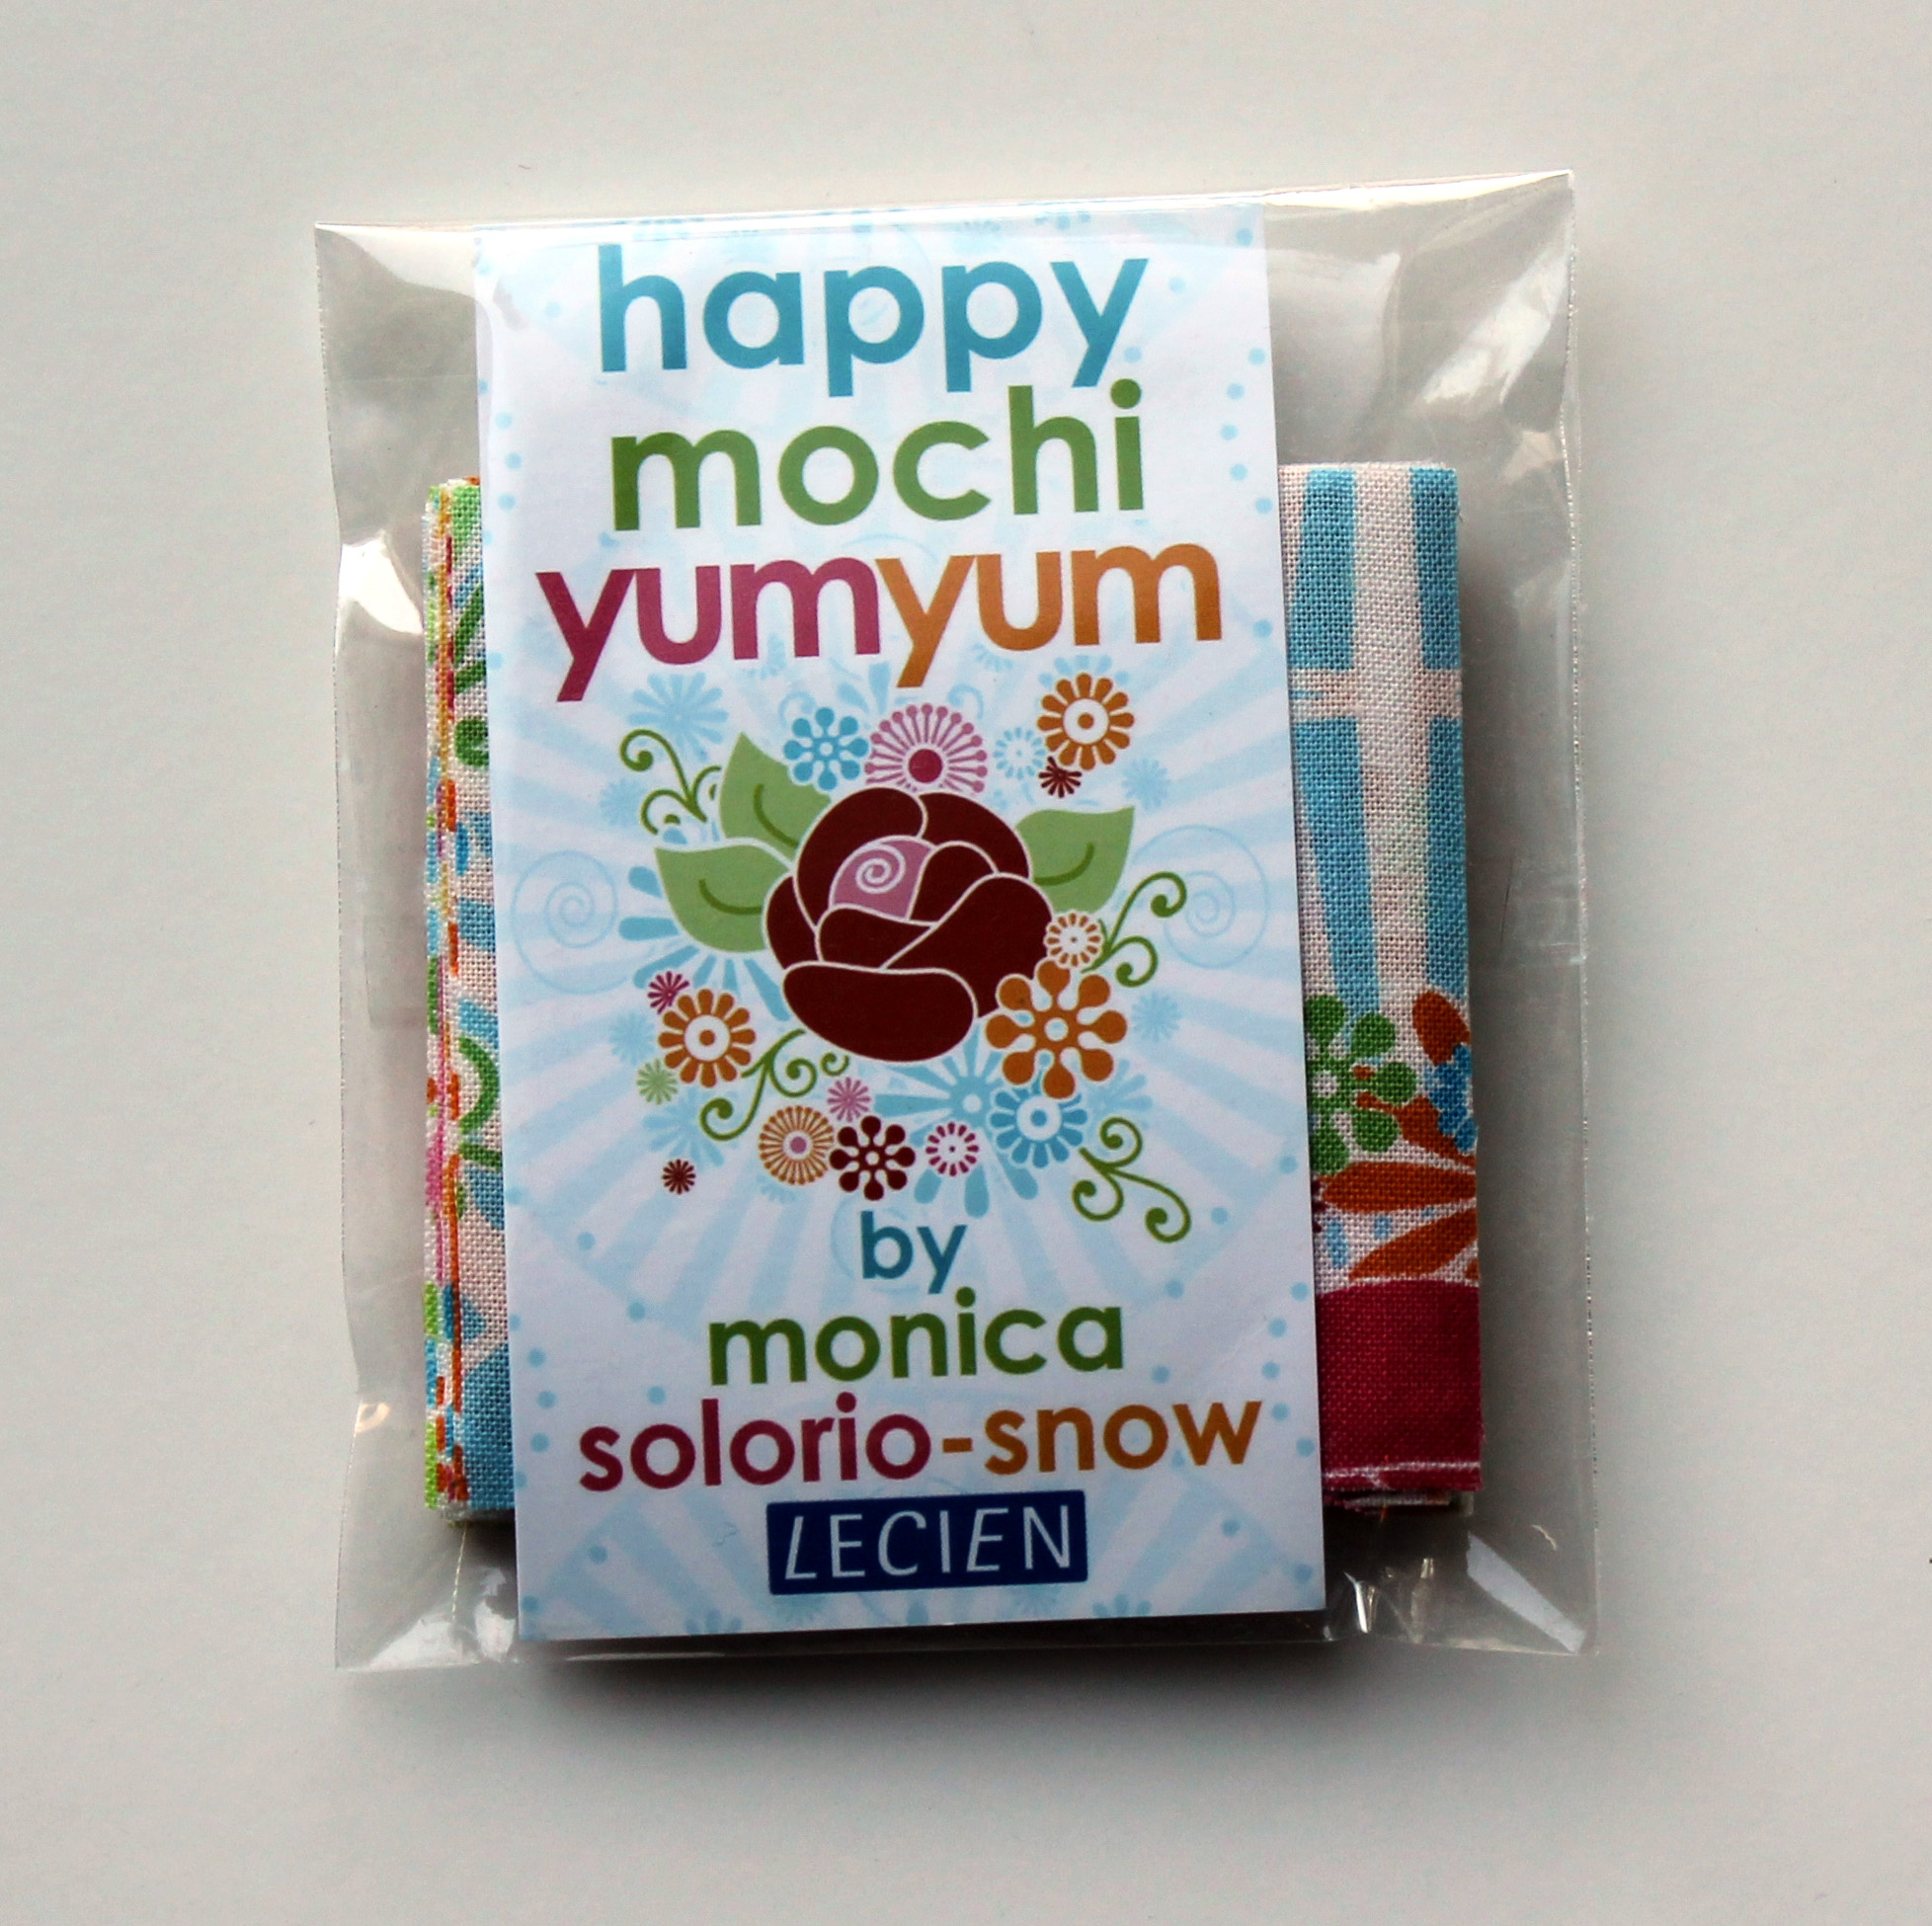 happy
mochi
yumyum
by
monica
solorio-snow
LECIEN